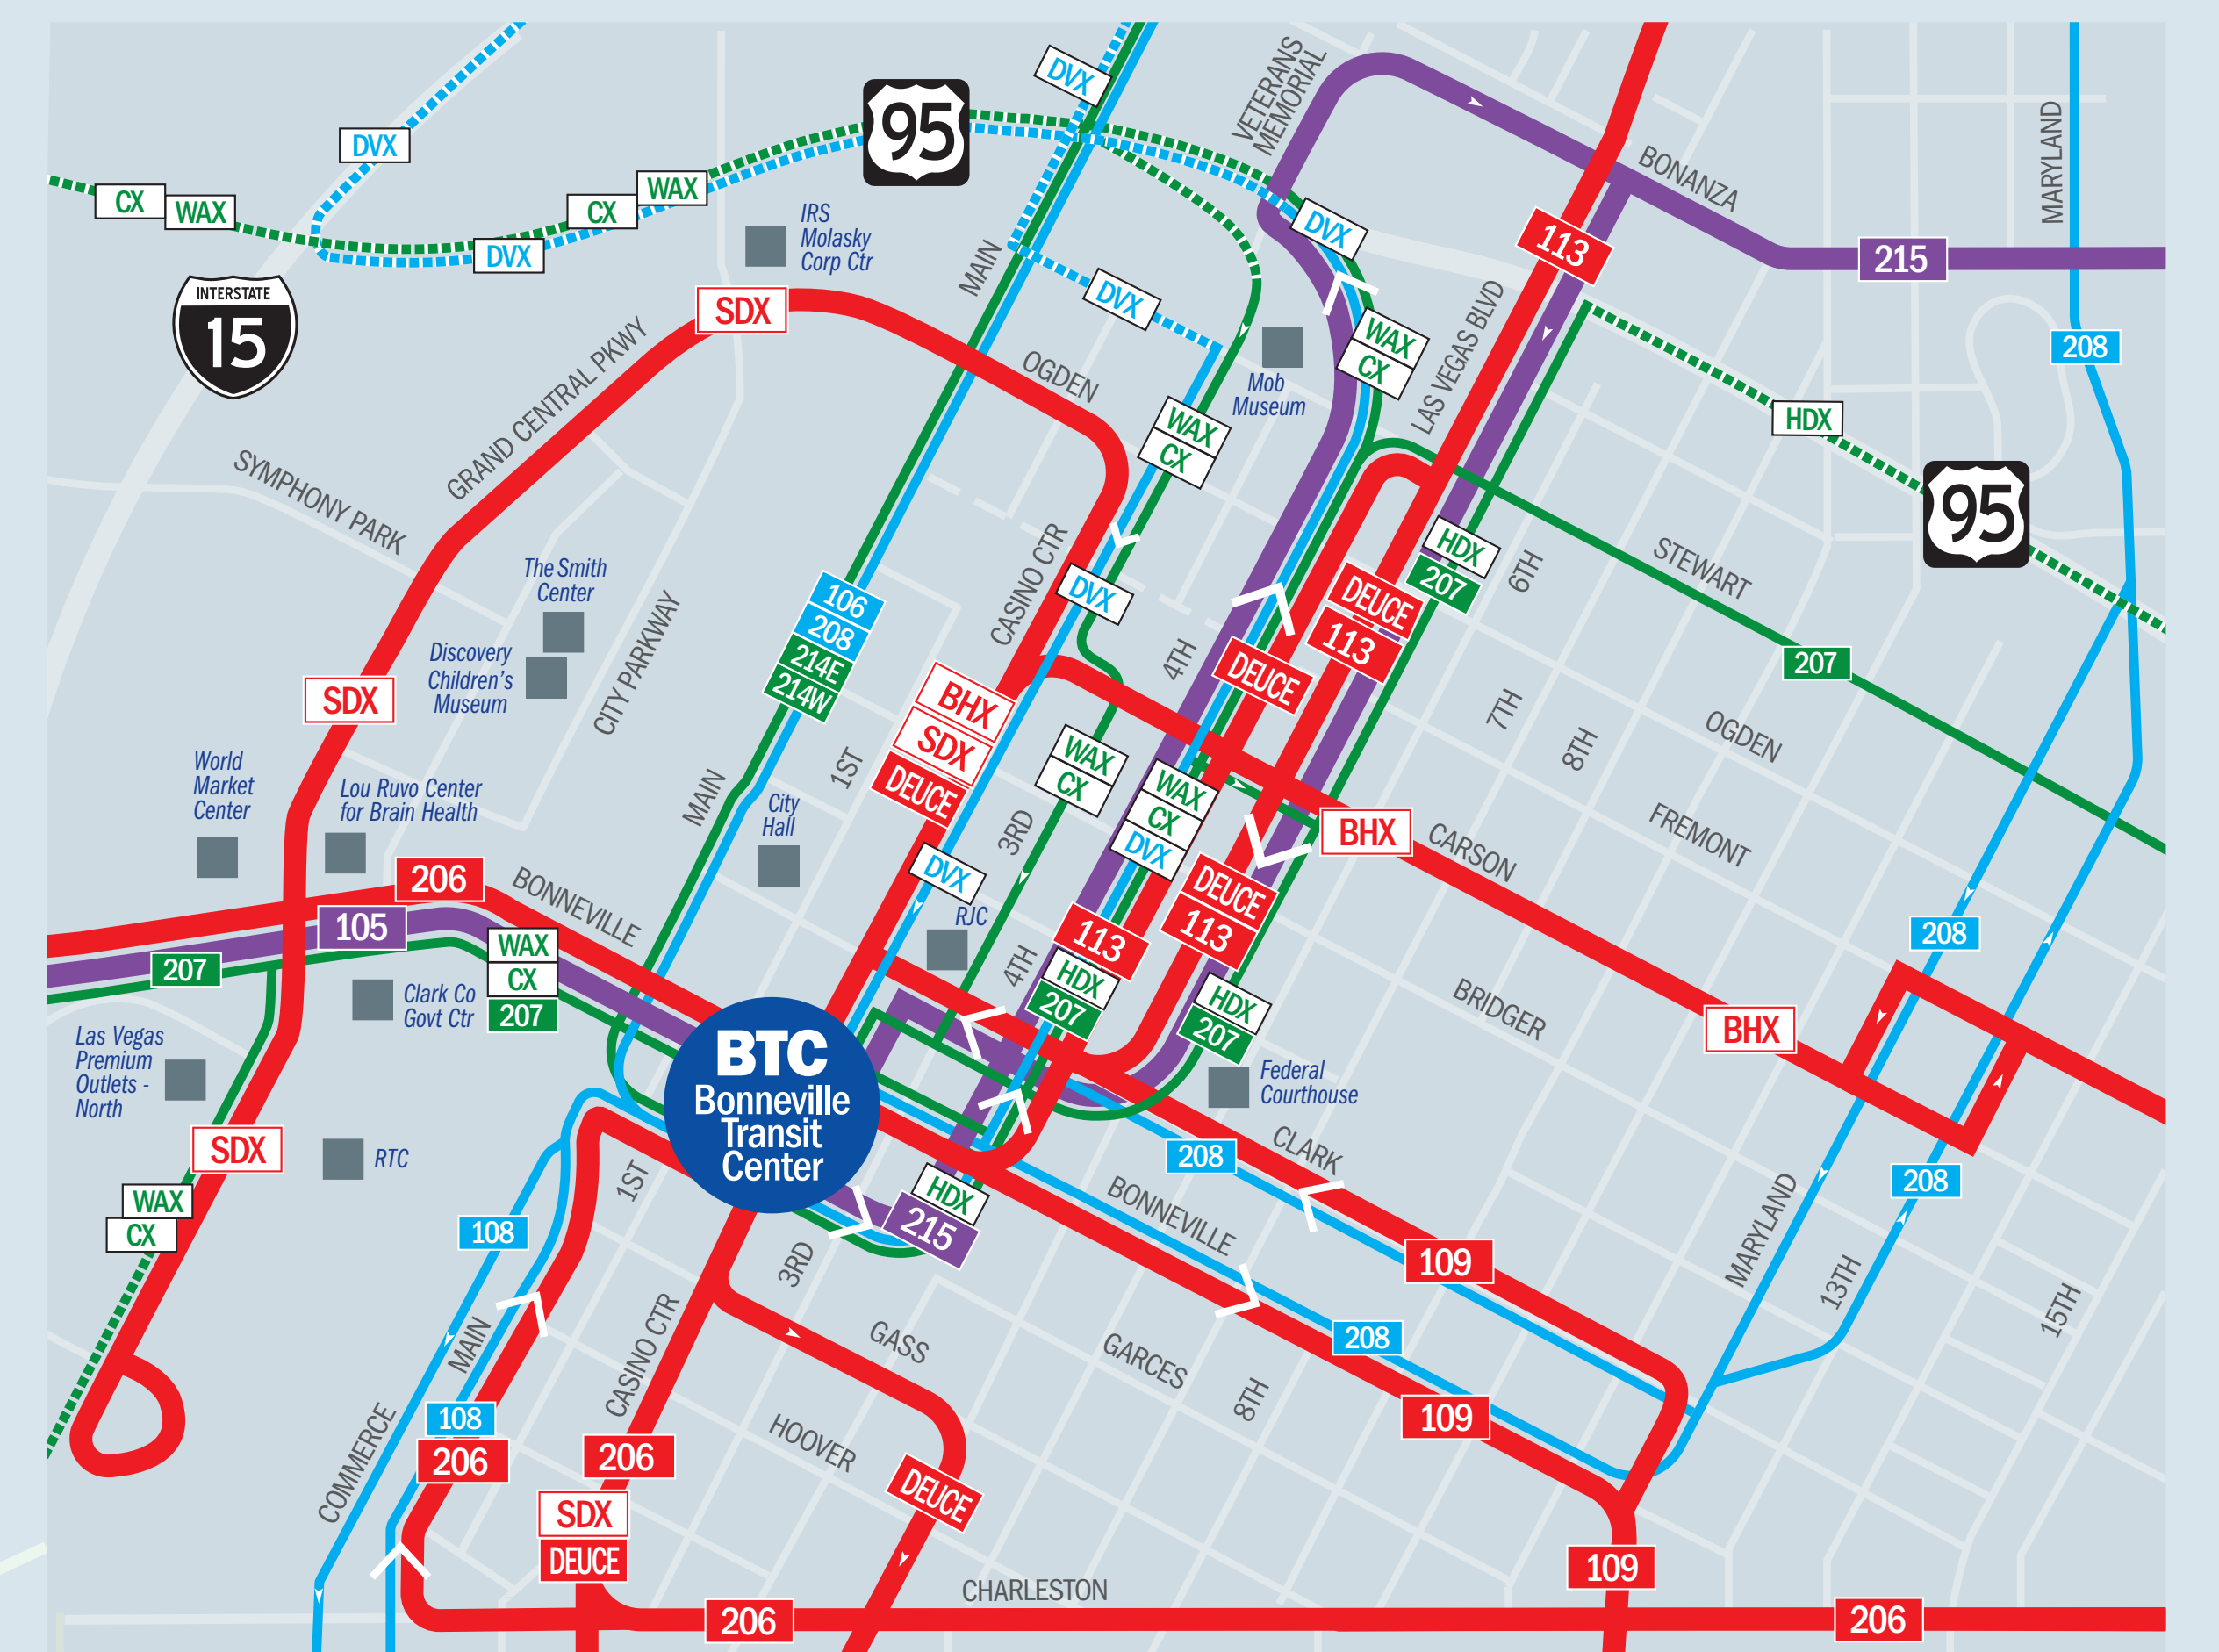 DVX
VETERANS
MEMORIAL
95
DVX
BONANZA
MARYLAND
CX
WAX
CX
WAX
IRS
Molasky
Corp Ctr
DVX
DVX
113
215
MAIN
INTERSTATE
15
SDX
DVX
WAX
CX
LAS VEGAS BLVD
208
GRAND CENTRAL PKWY
OGDEN
Mob
Museum
HDX
WAX
CX
SYMPHONY PARK
95
CASINO CTR
HDX
207
6TH
STEWART
The Smith
Center
DVX
DEUCE
113
106
208
214E
214W
Discovery
Children's
Museum
CITY PARKWAY
4TH
DEUCE
207
SDX
BHX
SDX
DEUCE
7TH
8TH
OGDEN
World
Market
Center
Lou Ruvo Center
for Brain Health
MAIN
1ST
City
Hall
WAX
CX
3RD
WAX
CX
DVX
BHX
CARSON
FREMONT
206
BONNEVILLE
DVX
RJC
DEUCE
113
105
207
WAX
CX
207
4TH
113
HDX
207
208
Clark Co
Govt Ctr
HDX
207
BRIDGER
BHX
Las Vegas
Premium
Outlets -
North
BTC
Bonneville
Transit
Center
Federal
Courthouse
SDX
RTC
CLARK
208
208
WAX
CX
1ST
HDX
215
BONNEVILLE
MARYLAND
108
3RD
109
13TH
15TH
MAIN
CASINO CTR
GASS
GARCES
208
8TH
108
206
COMMERCE
206
HOOVER
109
SDX
DEUCE
DEUCE
109
CHARLESTON
206
206